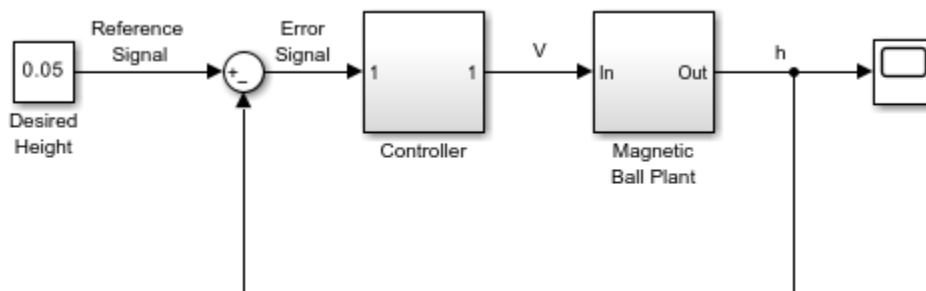 Reference
Signal
Error
Signal
0.05
+
−
1
1
V
In
Out
h
Desired
Height
Controller
Magnetic
Ball Plant